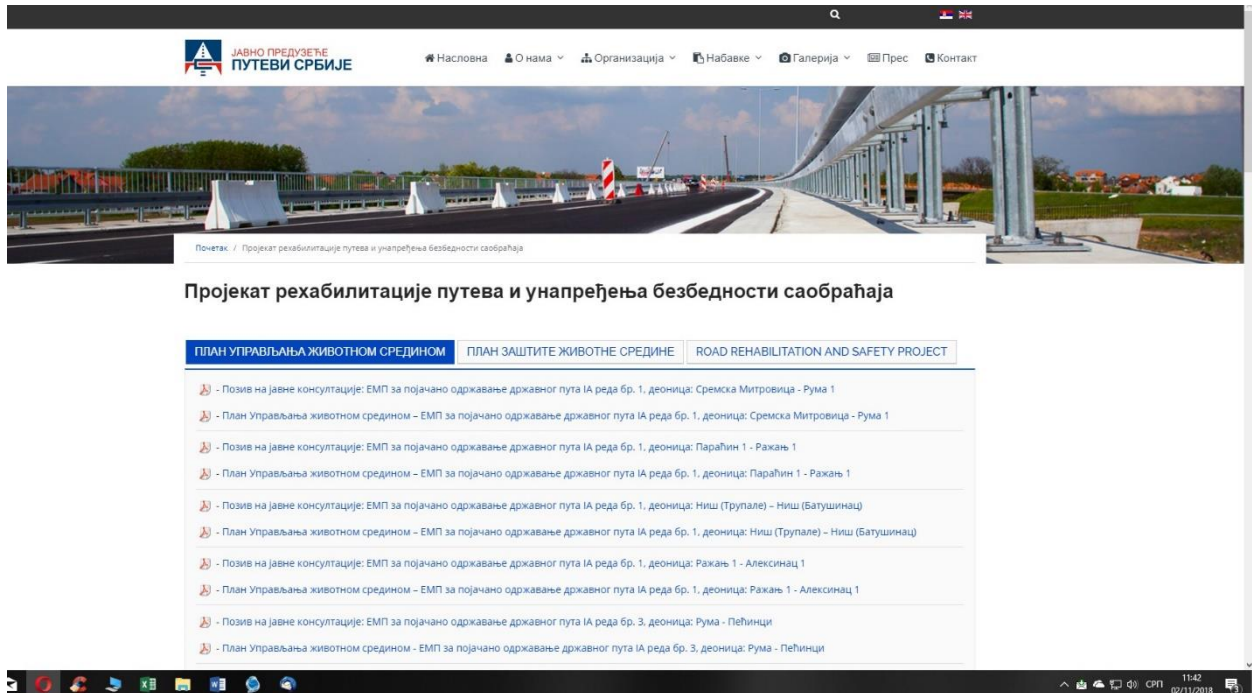 ЈАВНО ПРЕДУЗЕЋЕ
ПУТЕВИ СРБИЈЕ
Насловна О нама Организација Набавке Галерија Прес Контакт
Почетак / Пројекат рехабилитације путева и унапређења безбедности саобраћаја
Пројекат рехабилитације путева и унапређења безбедности саобраћаја
ПЛАН УПРАВЉАЊА ЖИВОТНОМ СРЕДИНОМ ПЛАН ЗАШТИТЕ ЖИВОТНЕ СРЕДИНЕ ROAD REHABILITATION AND SAFETY PROJECT
- Позив на јавне консултације: ЕМП за појачано одржавање државног пута IА реда бр. 1, деоница: Сремска Митровица - Рума 1
- План Управљања животном средином – ЕМП за појачано одржавање државног пута IА реда бр. 1, деоница: Сремска Митровица - Рума 1
- Позив на јавне консултације: ЕМП за појачано одржавање државног пута IА реда бр. 1, деоница: Параћин 1 - Ражањ 1
- План Управљања животном средином – ЕМП за појачано одржавање државног пута IА реда бр. 1, деоница: Параћин 1 - Ражањ 1
- Позив на јавне консултације: ЕМП за појачано одржавање државног пута IА реда бр. 1, деоница: Ниш (Трупале) – Ниш (Батушинац)
- План Управљања животном средином – ЕМП за појачано одржавање државног пута IА реда бр. 1, деоница: Ниш (Трупале) – Ниш (Батушинац)
- Позив на јавне консултације: ЕМП за појачано одржавање државног пута IА реда бр. 1, деоница: Ражањ 1 - Алексинац 1
- План Управљања животном средином – ЕМП за појачано одржавање државног пута IА реда бр. 1, деоница: Ражањ 1 - Алексинац 1
- Позив на јавне консултације: ЕМП за појачано одржавање државног пута IА реда бр. 3, деоница: Рума - Пећинци
- План Управљања животном средином - ЕМП за појачано одржавање државног пута IА реда бр. 3, деоница: Рума - Пећинци
СРП
11:42
02/11/2018